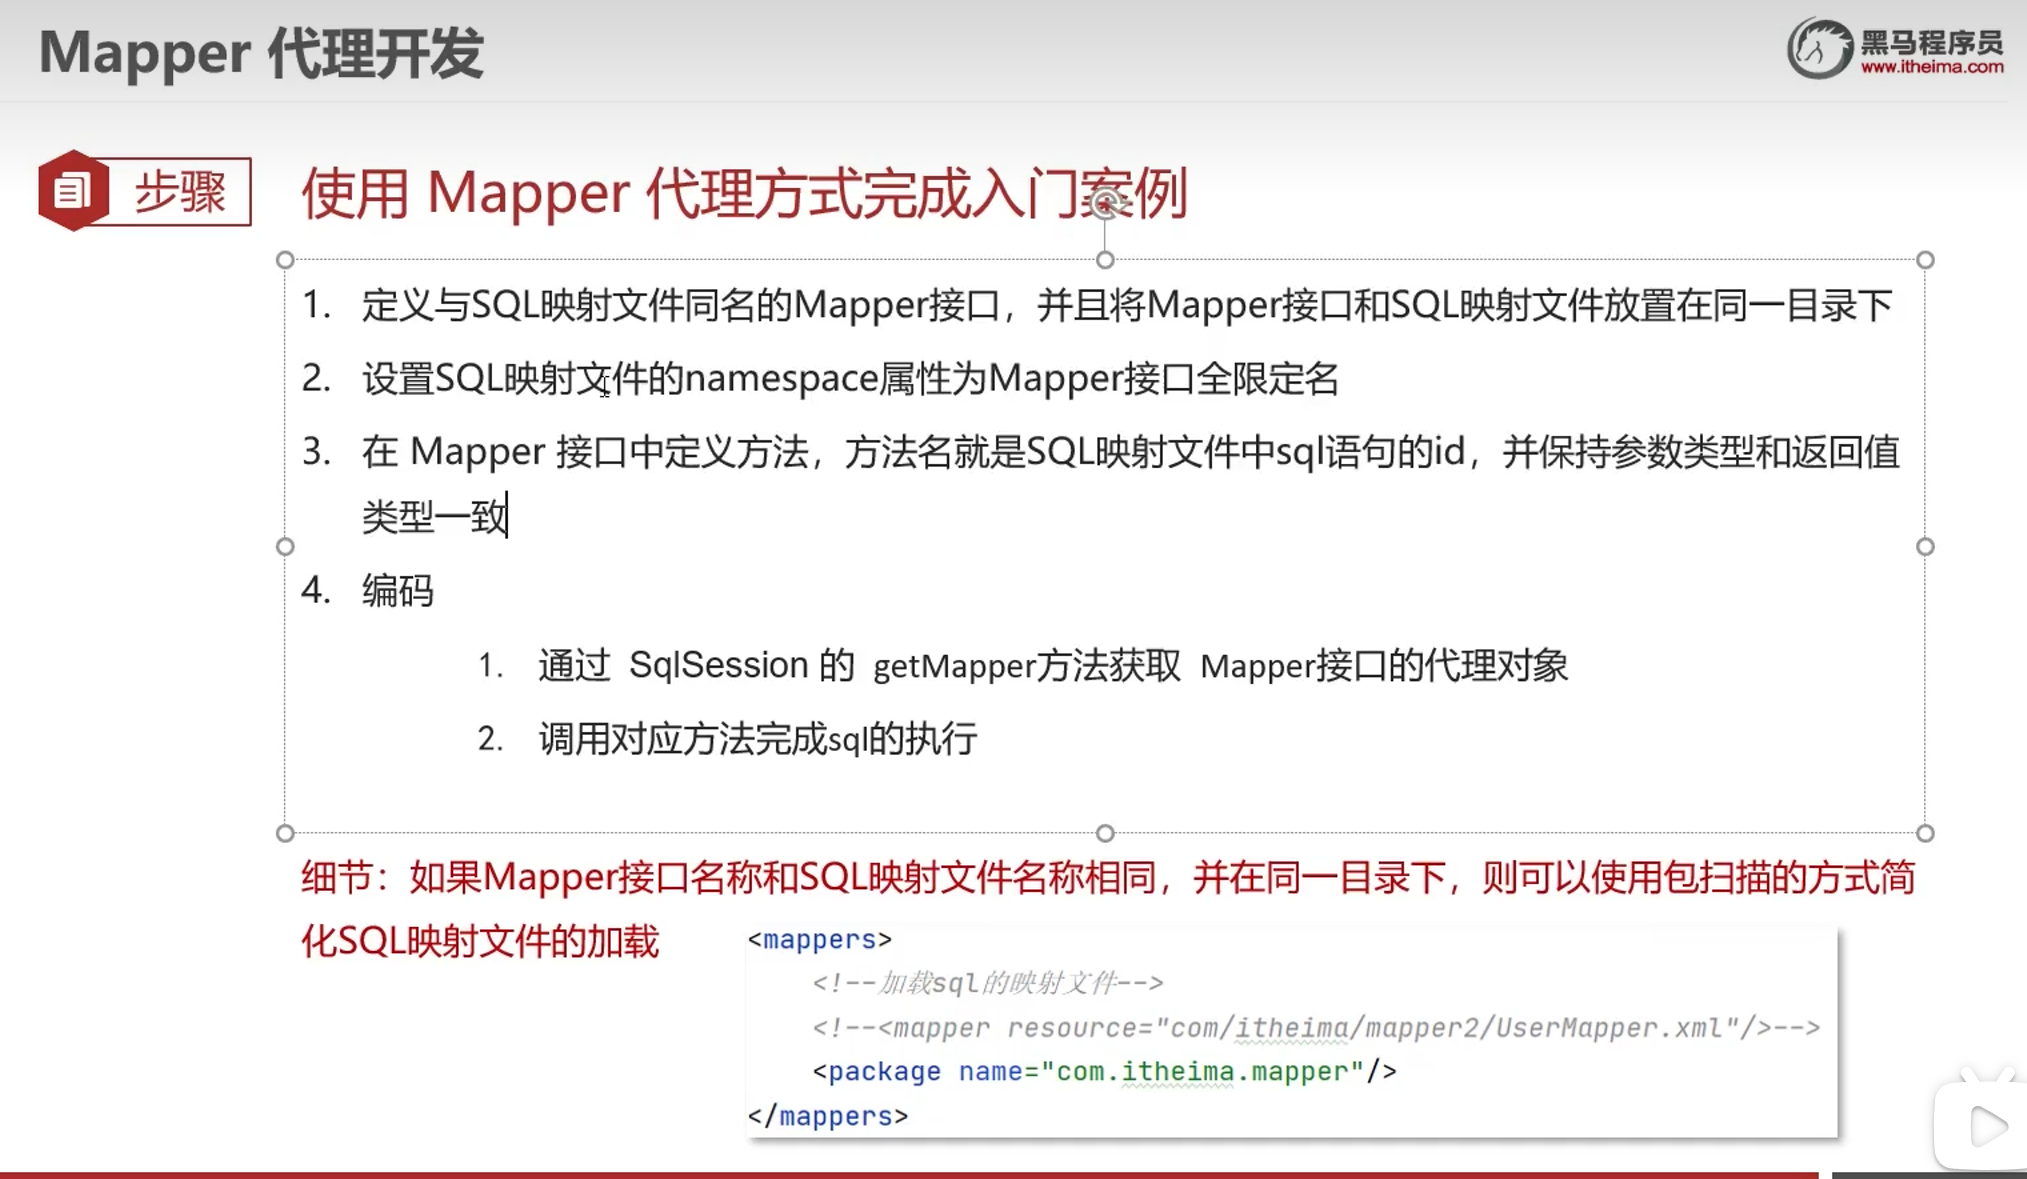 Mapper 代理开发
黑马程序员
www.itheima.com
步骤
使用 Mapper 代理方式完成入门案例
1. 定义与SQL映射文件同名的Mapper接口，并且将Mapper接口和SQL映射文件放置在同一目录下
2. 设置SQL映射文件的namespace属性为Mapper接口全限定名
3. 在 Mapper 接口中定义方法，方法名就是SQL映射文件中sql语句的id，并保持参数类型和返回值
类型一致
4. 编码
1. 通过 SqlSession 的 getMapper方法获取 Mapper接口的代理对象
2. 调用对应方法完成sql的执行
细节：如果Mapper接口名称和SQL映射文件名称相同，并在同一目录下，则可以使用包扫描的方式简
化SQL映射文件的加载
<mappers>
<!--加载sql的映射文件-->
<!--<mapper resource="com/itheima/mapper2/UserMapper.xml"/>-->
<package name="com.itheima.mapper"/>
</mappers>